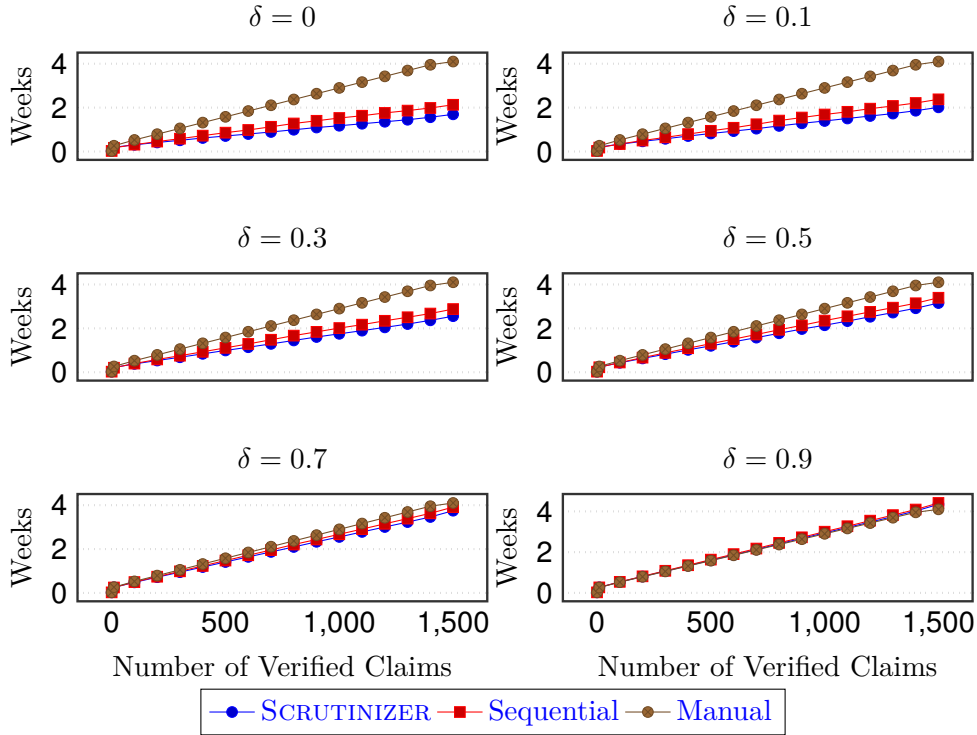 δ = 0
δ = 0.1
4
2
0
Weeks
4
2
0
Weeks
δ = 0.3
δ = 0.5
4
2
0
Weeks
4
2
0
Weeks
δ = 0.7
δ = 0.9
4
2
0
Weeks
4
2
0
Weeks
0 500 1,000 1,500
0 500 1,000 1,500
Number of Verified Claims
Number of Verified Claims
SCRUTINIZER Sequential Manual